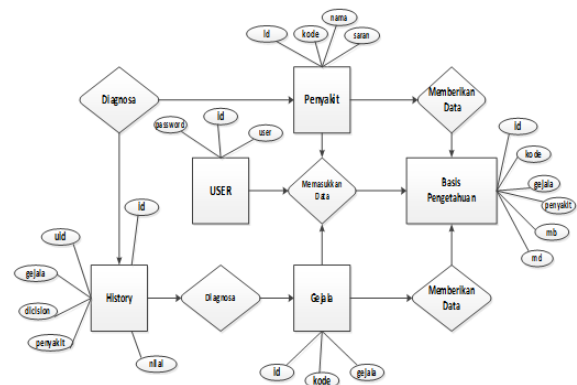 nama
Id
kode
saran
Penyakit
Diagnosa
Memberikan
Data
Id
password
user
USER
Memasukkan
Data
Basis
Pengetahuan
Id
kode
gejala
penyakit
mb
md
Id
uId
gejala
dicision
penyakit
nilai
History
Diagnosa
Gejala
Memberikan
Data
Id
kode
gejala